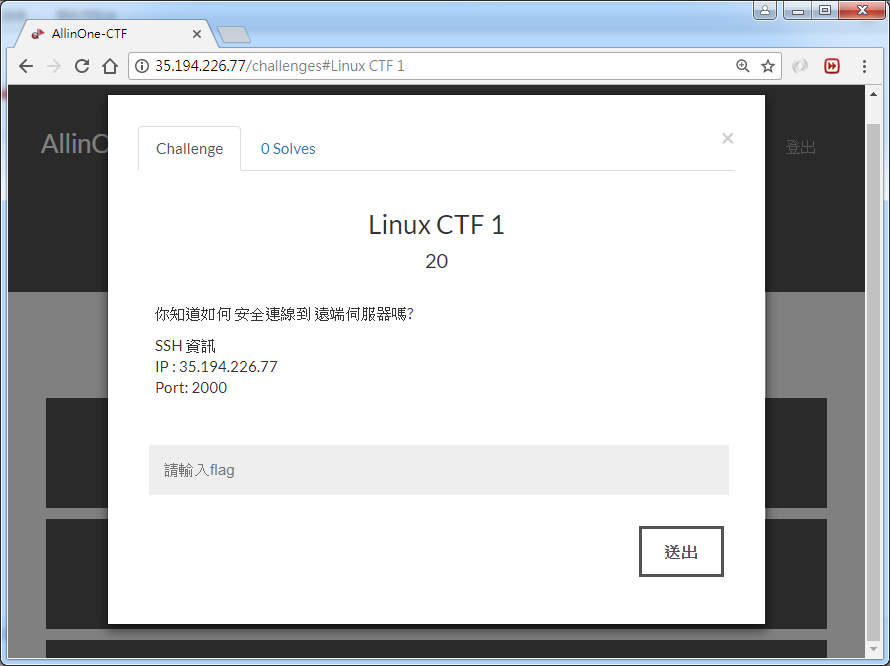 AllinOne-CTF
35.194.226.77/challenges#Linux CTF 1
AllinO
登出
Challenge
0 Solves
×
Linux CTF 1
20
你知道如何 安全連線到 遠端伺服器嗎?
SSH 資訊
IP : 35.194.226.77
Port: 2000
請輸入flag
送出